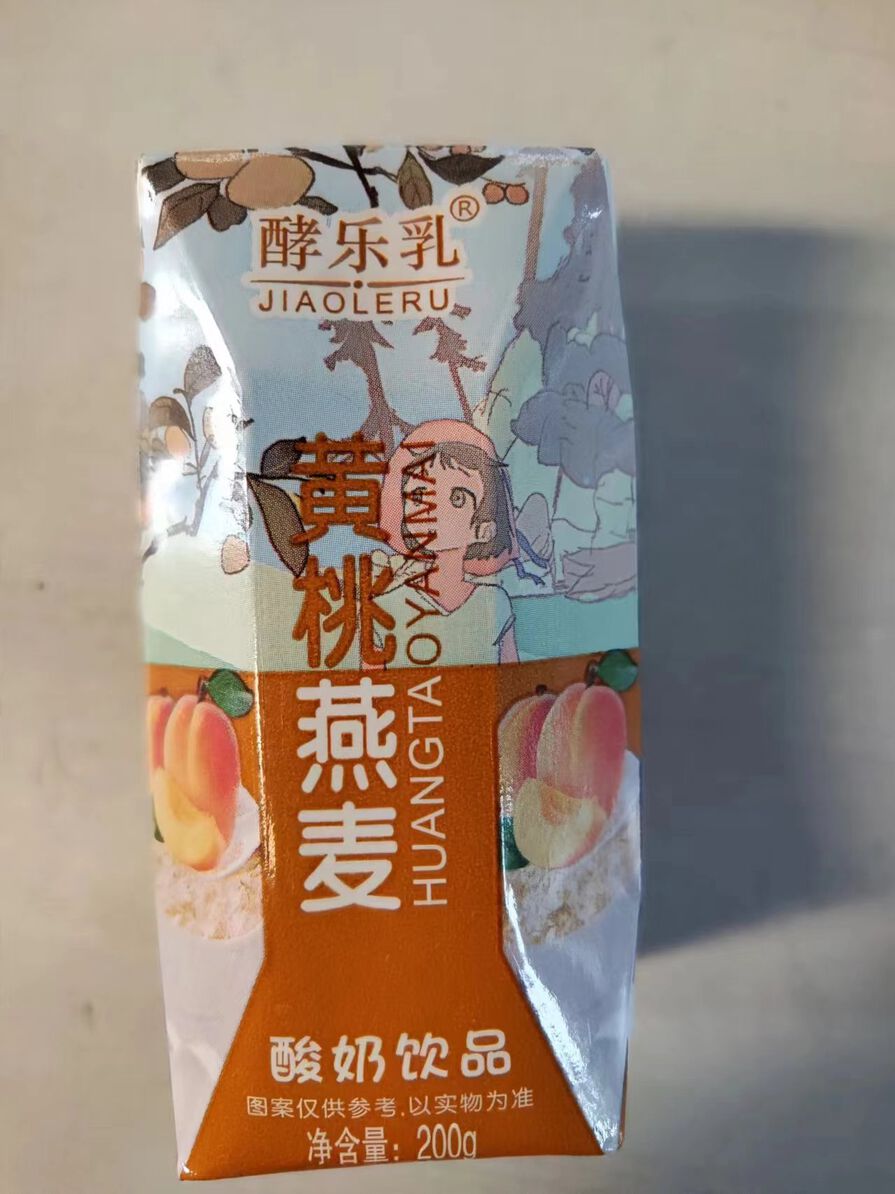 酵乐乳®
JIAOLERU
黄桃燕麦
HUANGTAOYANMAI
酸奶饮品
图案仅供参考,以实物为准
净含量：200g